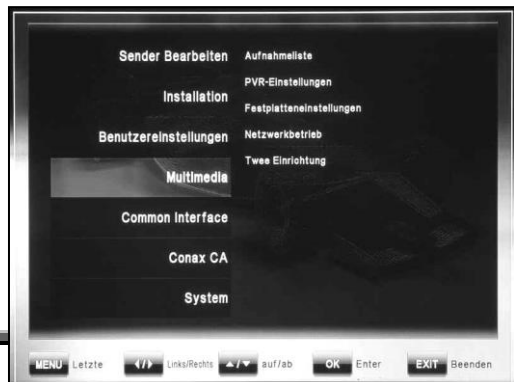 Sender Bearbeiten
Installation
Benutzereinstellungen
Multimedia
Common Interface
Conax CA
System
Aufnahmeliste
PVR-Einstellungen
Festplatteneinstellungen
Netzwerkbetrieb
Twee Einrichtung
MENU Letzte ◀/▶ Links/Rechts ▲/▼ auf/ab OK Enter EXIT Beenden